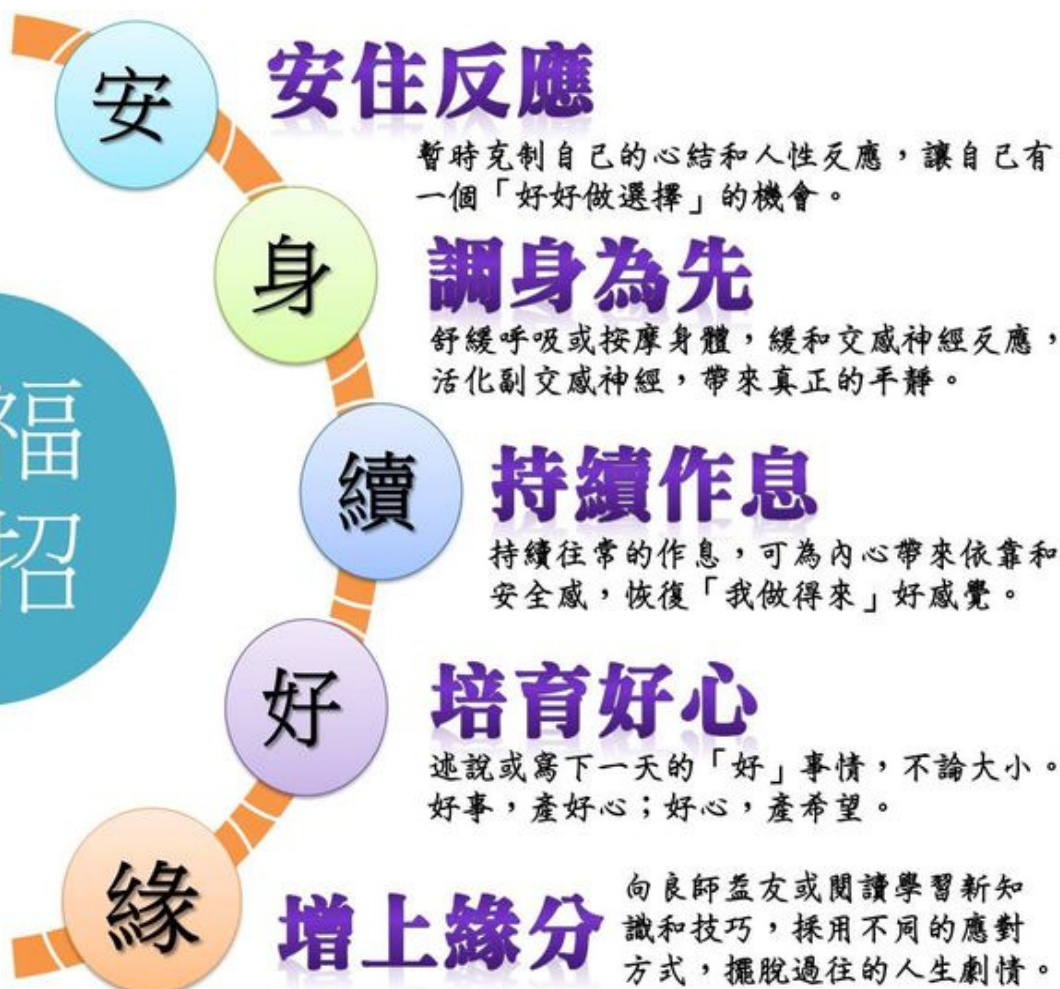 福
招
安
安住反應
暫時克制自己的心結和人性反應，讓自己有
一個「好好做選擇」的機會。
身
調身為先
舒緩呼吸或按摩身體，緩和交感神經反應，
活化副交感神經，帶來真正的平靜。
續
持續作息
持續往常的作息，可為內心帶來依靠和
安全感，恢復「我做得來」好感覺。
好
培育好心
述說或寫下一天的「好」事情，不論大小。
好事，產好心；好心，產希望。
緣
增上緣分
向良師益友或閱讀學習新知
識和技巧，採用不同的應對
方式，擺脫過往的人生劇情。